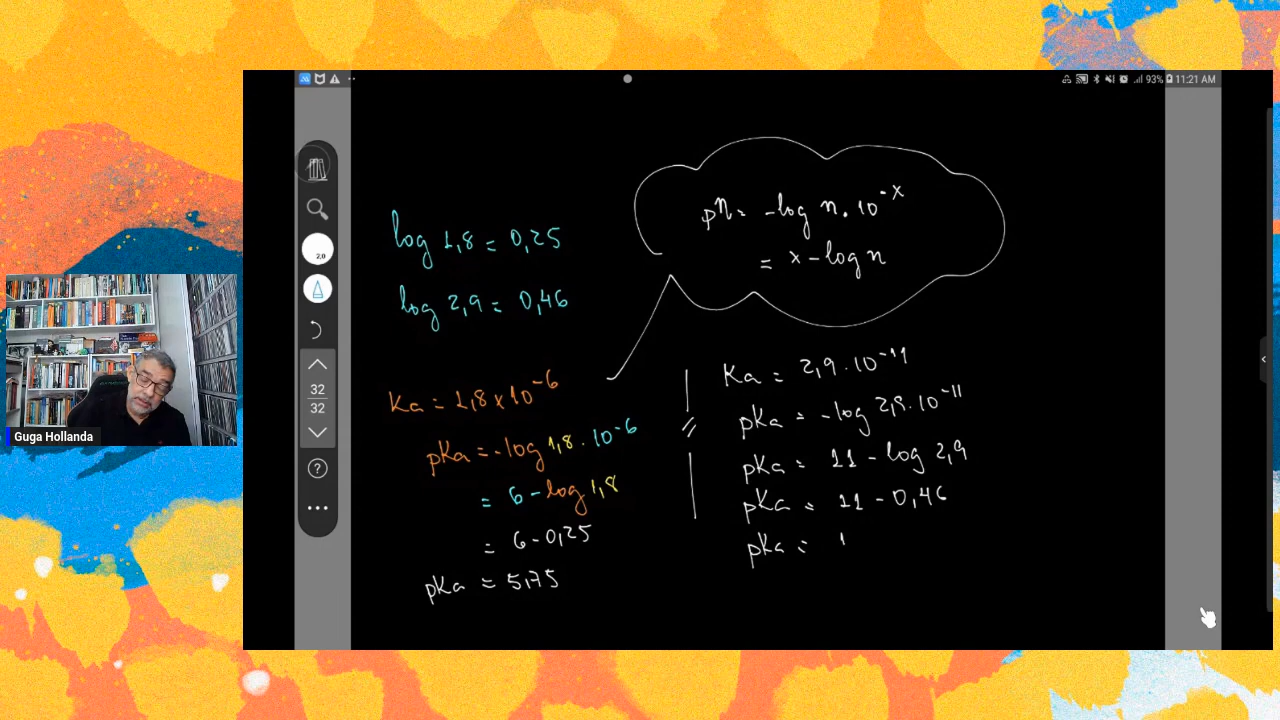 93% 11:21 AM
pn = -log n . 10^-x
= x - log n
log 1,8 = 0,25
log 2,9 = 0,46
2,0
32
32
Ka = 1,8 x 10^-6
pKa = -log 1,8 . 10^-6
= 6 - log 1,8
= 6 - 0,25
pKa = 5,75
Ka = 2,9 . 10^-11
pKa = -log 2,9 . 10^-11
pKa = 11 - log 2,9
pKa = 11 - 0,46
pKa = 1
Guga Hollanda